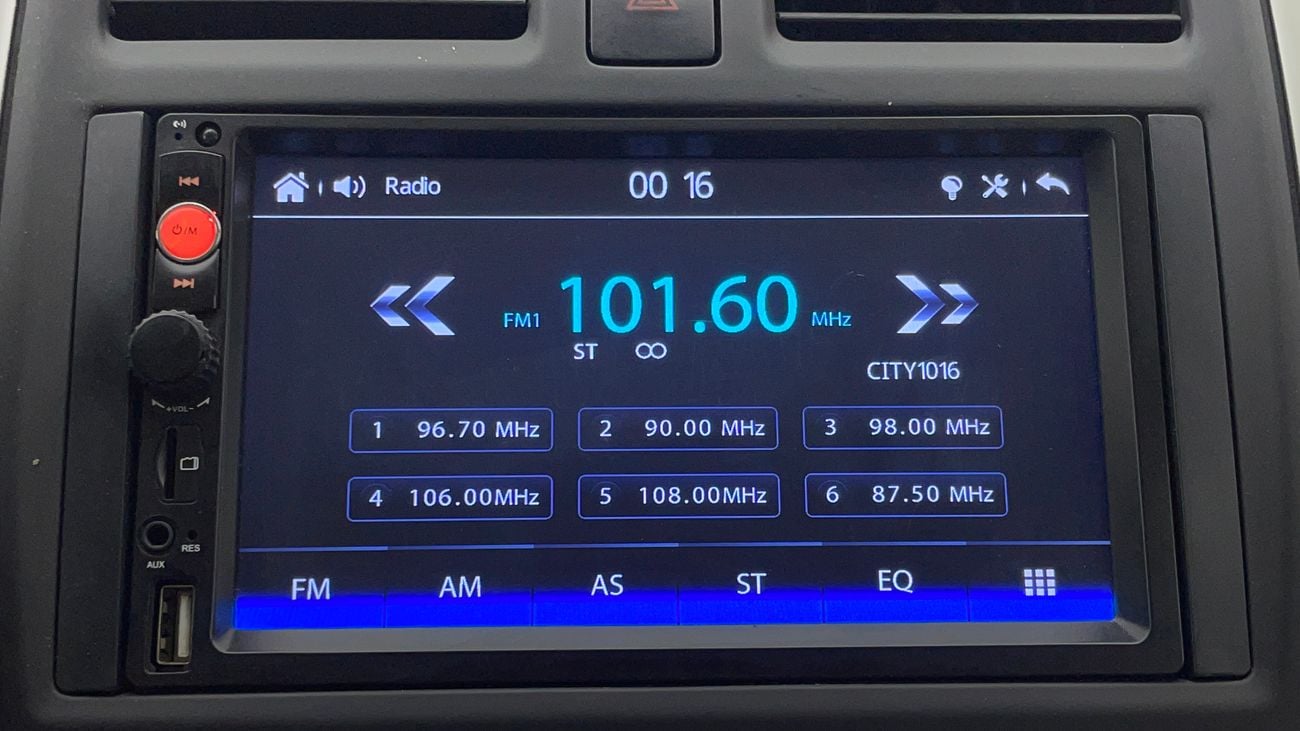 Radio 00 16
⏻/M
FM1 101.60 MHz
ST
CITY1016
+VOL-
1 96.70 MHz 2 90.00 MHz 3 98.00 MHz
4 106.00MHz 5 108.00MHz 6 87.50 MHz
RES
AUX
FM AM AS ST EQ